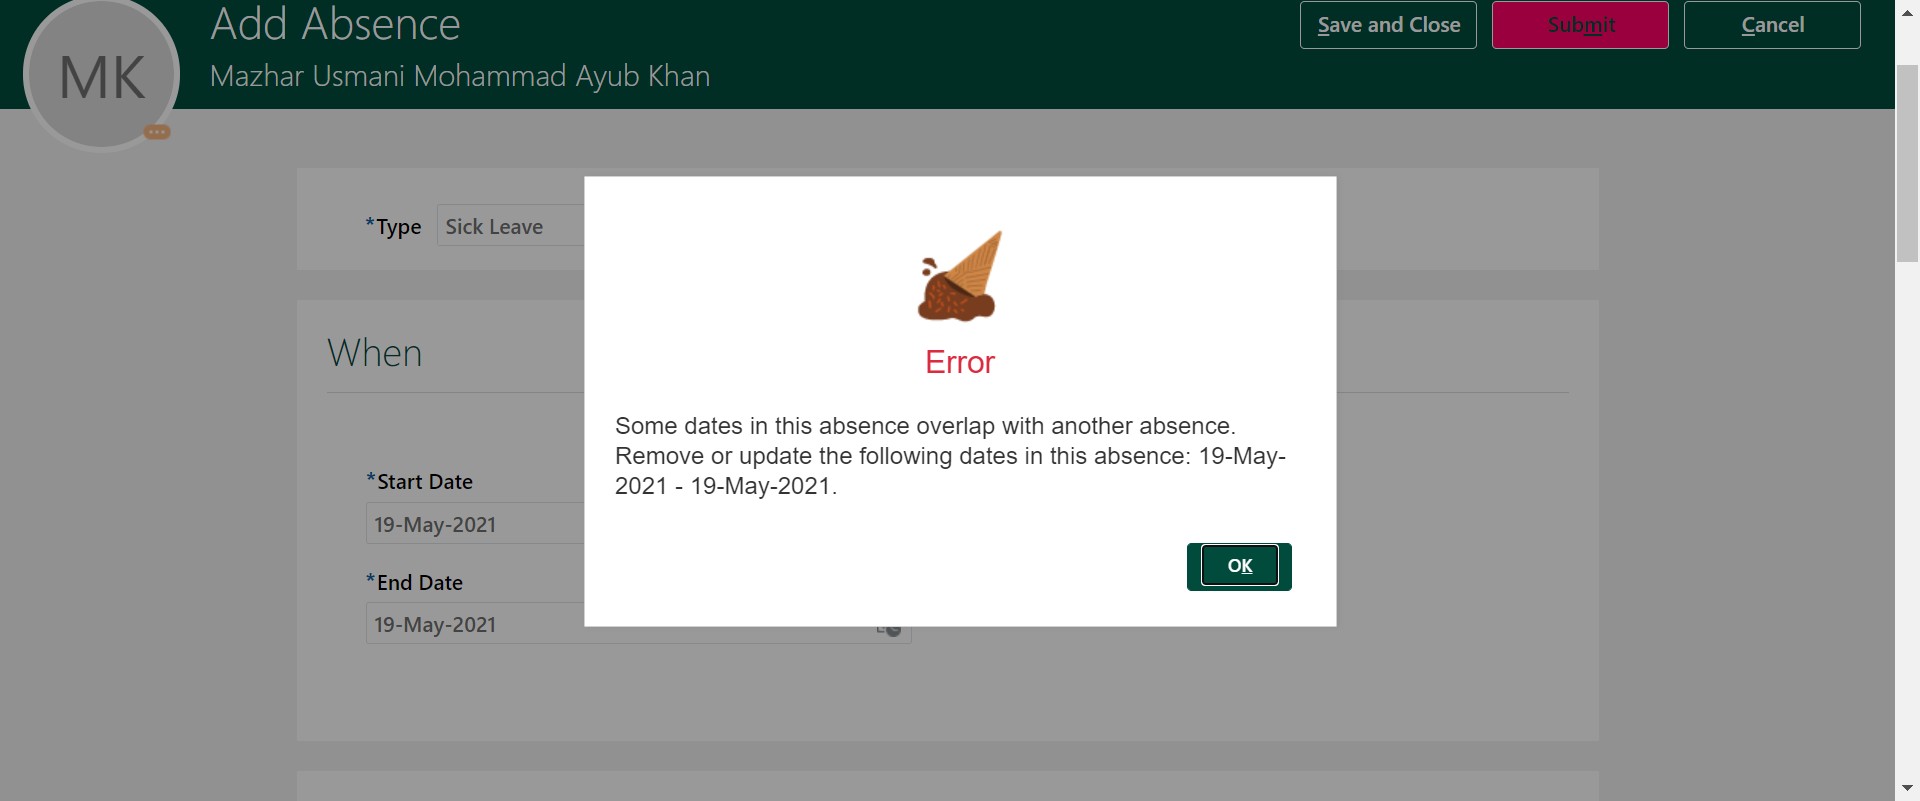 Add Absence
Save and Close
Submit
Cancel
MK
Mazhar Usmani Mohammad Ayub Khan
*Type
Sick Leave
When
*Start Date
19-May-2021
*End Date
19-May-2021
Error
Some dates in this absence overlap with another absence.
Remove or update the following dates in this absence: 19-May-
2021 - 19-May-2021.
OK